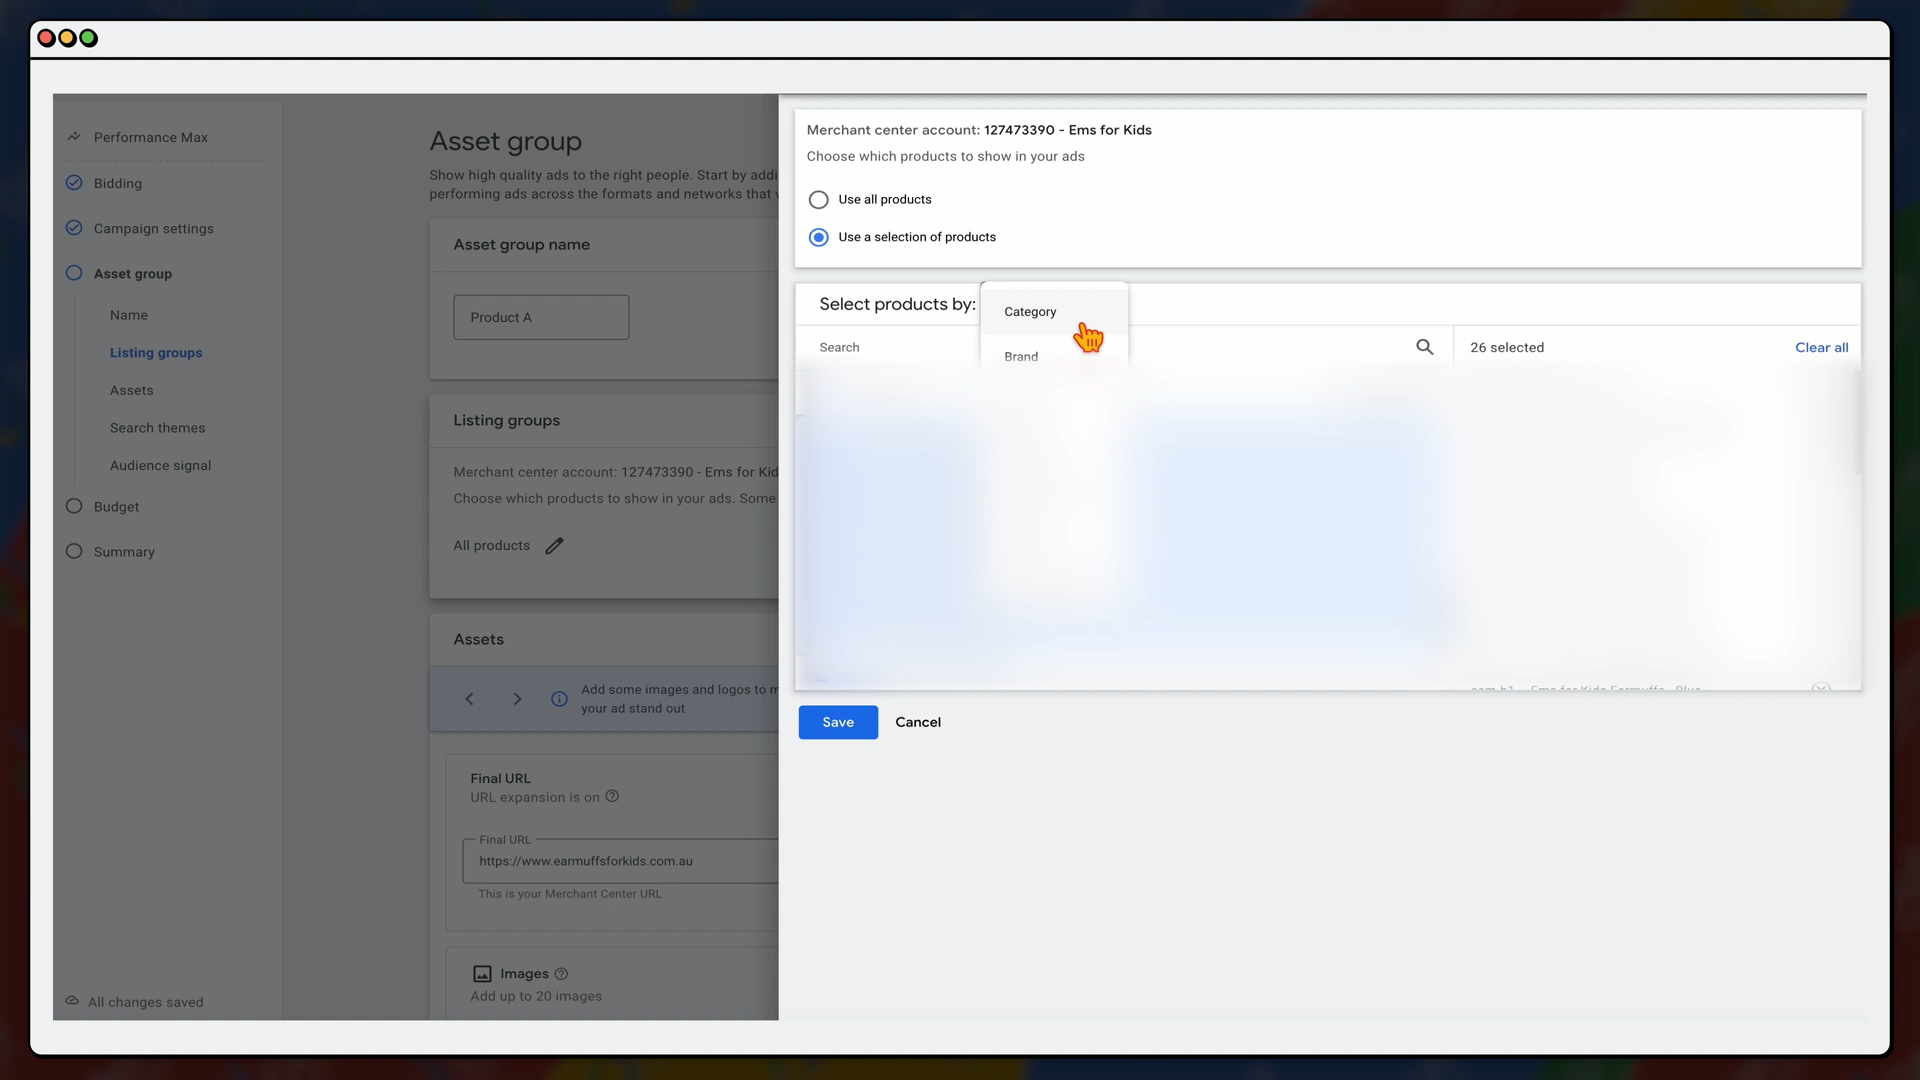 Performance Max
Bidding
Campaign settings
Asset group
Name
Listing groups
Assets
Search themes
Audience signal
Budget
Summary
All changes saved
Asset group
Show high quality ads to the right people. Start by addi
performing ads across the formats and networks that
Asset group name
Product A
Listing groups
Merchant center account: 127473390 - Ems for Kid
Choose which products to show in your ads. Some
All products
Assets
Add some images and logos to m
your ad stand out
Final URL
URL expansion is on
Final URL
https://www.earmuffsforkids.com.au
This is your Merchant Center URL
Images
Add up to 20 images
Merchant center account: 127473390 - Ems for Kids
Choose which products to show in your ads
Use all products
Use a selection of products
Select products by:
Category
Brand
Search
26 selected
Clear all
Ems for Kids Earmuffs - Blue
Save
Cancel